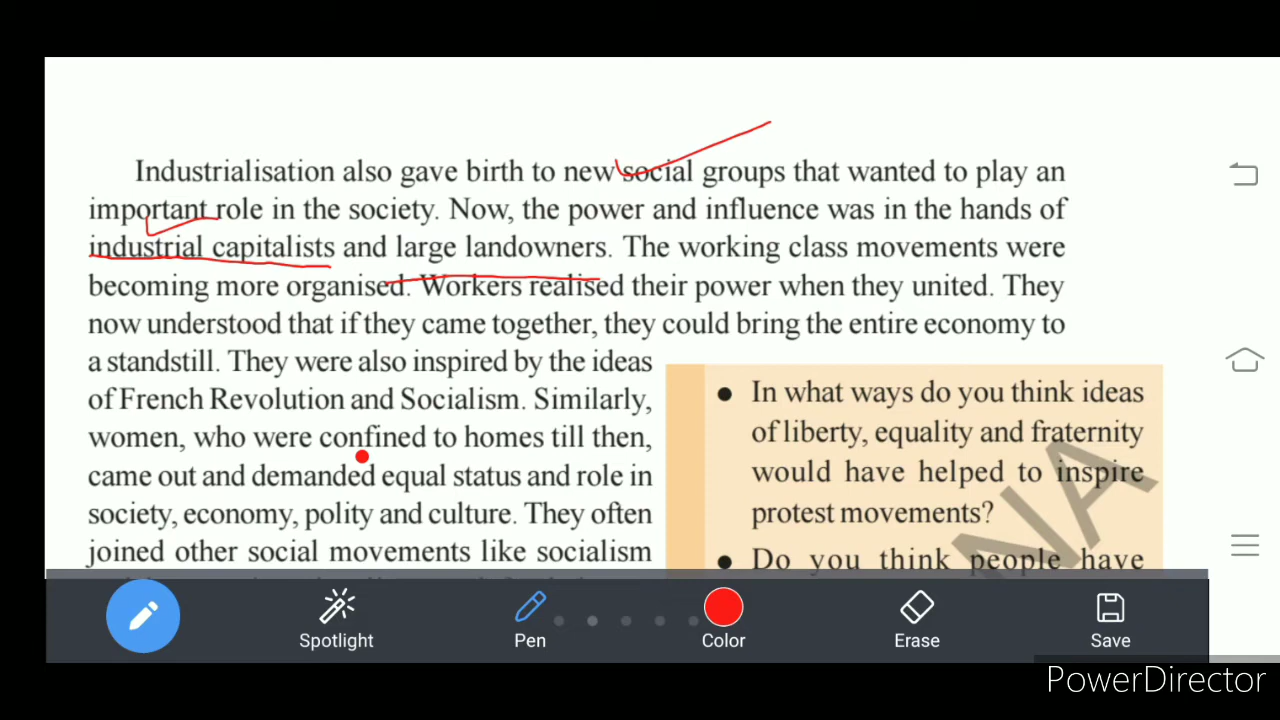 Industrialisation also gave birth to new social groups that wanted to play an
important role in the society. Now, the power and influence was in the hands of
industrial capitalists and large landowners. The working class movements were
becoming more organised. Workers realised their power when they united. They
now understood that if they came together, they could bring the entire economy to
a standstill. They were also inspired by the ideas
of French Revolution and Socialism. Similarly,
women, who were confined to homes till then,
came out and demanded equal status and role in
society, economy, polity and culture. They often
joined other social movements like socialism
● In what ways do you think ideas
of liberty, equality and fraternity
would have helped to inspire
protest movements?
● Do you think people have
NA
Spotlight
Pen
Color
Erase
Save
PowerDirector